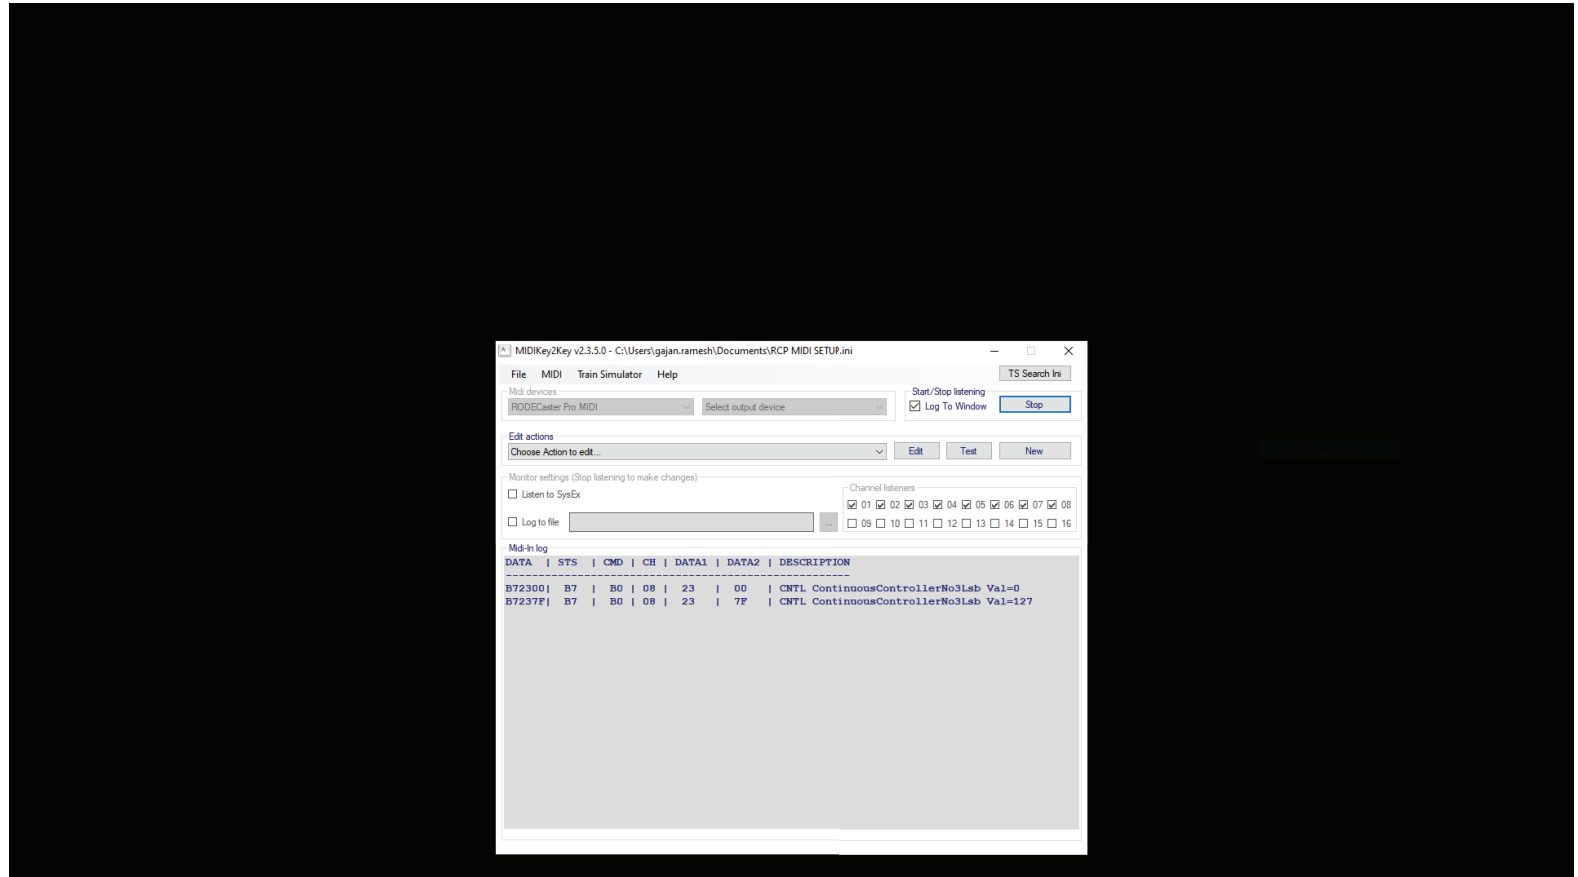 MIDIKey2Key v2.3.5.0 - C:\Users\gajan.ramesh\Documents\RCP MIDI SETUP.ini
File MIDI Train Simulator Help TS Search Ini
Midi devices
RODECaster Pro MIDI Select output device
Start/Stop listening
Log To Window Stop
Edit actions
Choose Action to edit... Edit Test New
Monitor settings (Stop listening to make changes)
Listen to SysEx
Log to file ...
Channel listeners
01 02 03 04 05 06 07 08
09 10 11 12 13 14 15 16
Midi-In log
DATA | STS | CMD | CH | DATA1 | DATA2 | DESCRIPTION
----------------------------------------------------
B72300| B7 | B0 | 08 | 23 | 00 | CNTL ContinuousControllerNo3Lsb Val=0
B7237F| B7 | B0 | 08 | 23 | 7F | CNTL ContinuousControllerNo3Lsb Val=127